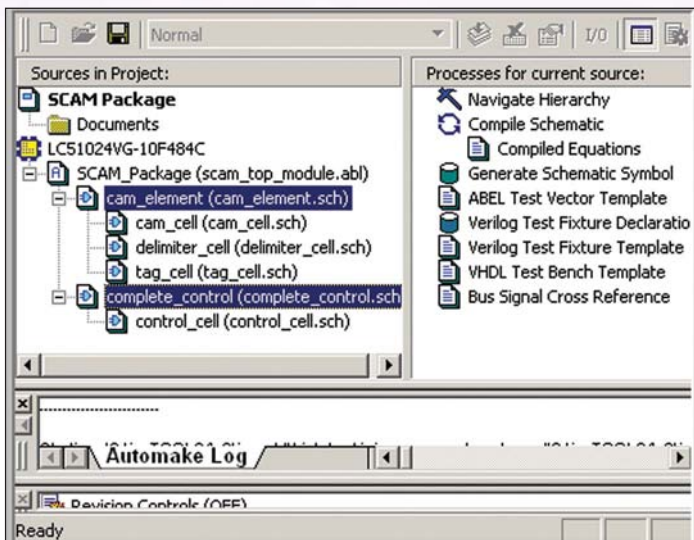 Normal
I/O
Sources in Project:
SCAM Package
Documents
LC51024VG-10F484C
SCAM_Package (scam_top_module.abl)
cam_element (cam_element.sch)
cam_cell (cam_cell.sch)
delimiter_cell (delimiter_cell.sch)
tag_cell (tag_cell.sch)
complete_control (complete_control.sch
control_cell (control_cell.sch)
Processes for current source:
Navigate Hierarchy
Compile Schematic
Compiled Equations
Generate Schematic Symbol
ABEL Test Vector Template
Verilog Test Fixture Declaratio
Verilog Test Fixture Template
VHDL Test Bench Template
Bus Signal Cross Reference
--------------------------
Automake Log
Revision Controls (OFF)
Ready